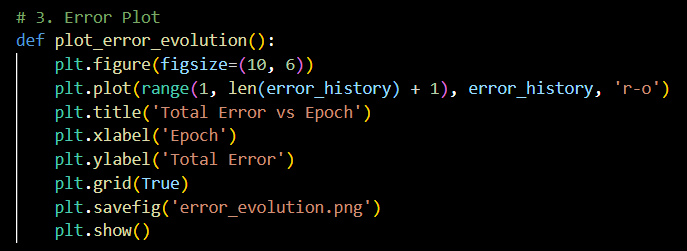 # 3. Error Plot
def plot_error_evolution():
    plt.figure(figsize=(10, 6))
    plt.plot(range(1, len(error_history) + 1), error_history, 'r-o')
    plt.title('Total Error vs Epoch')
    plt.xlabel('Epoch')
    plt.ylabel('Total Error')
    plt.grid(True)
    plt.savefig('error_evolution.png')
    plt.show()